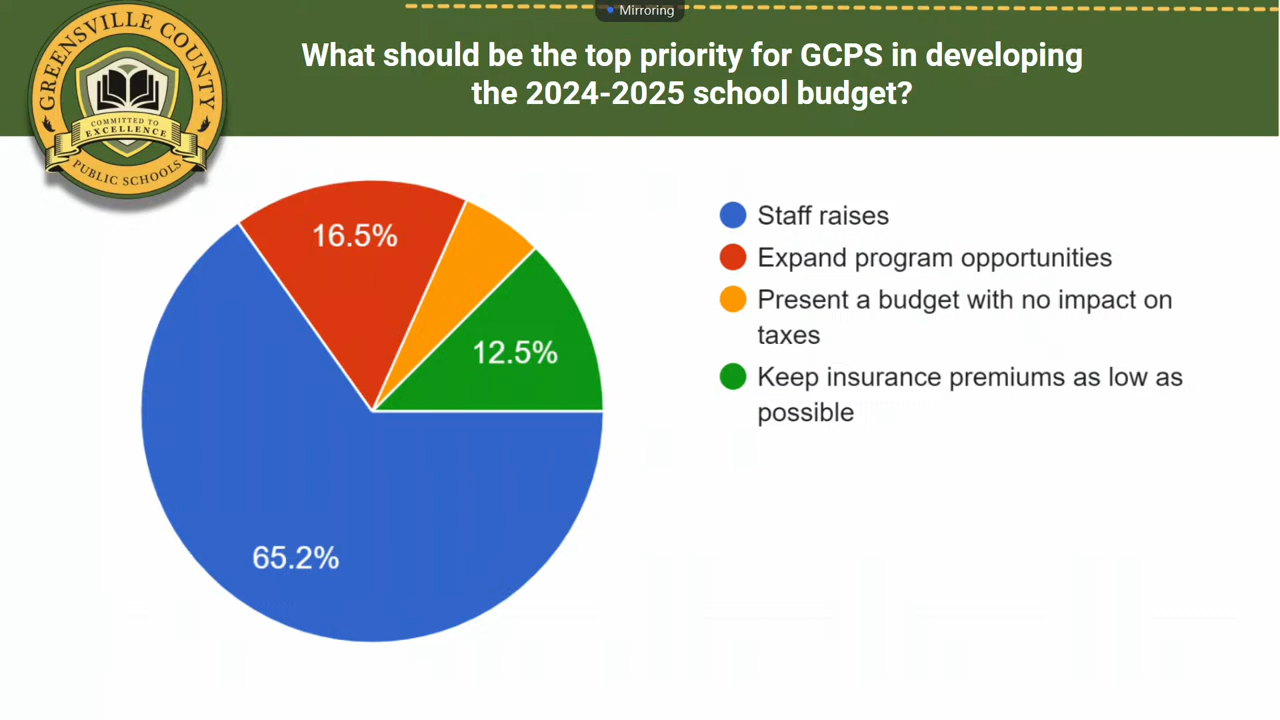 Mirroring
GREENSVILLE COUNTY
COMMITTED TO
EXCELLENCE
PUBLIC SCHOOLS
What should be the top priority for GCPS in developing
the 2024-2025 school budget?
16.5%
12.5%
65.2%
Staff raises
Expand program opportunities
Present a budget with no impact on
taxes
Keep insurance premiums as low as
possible